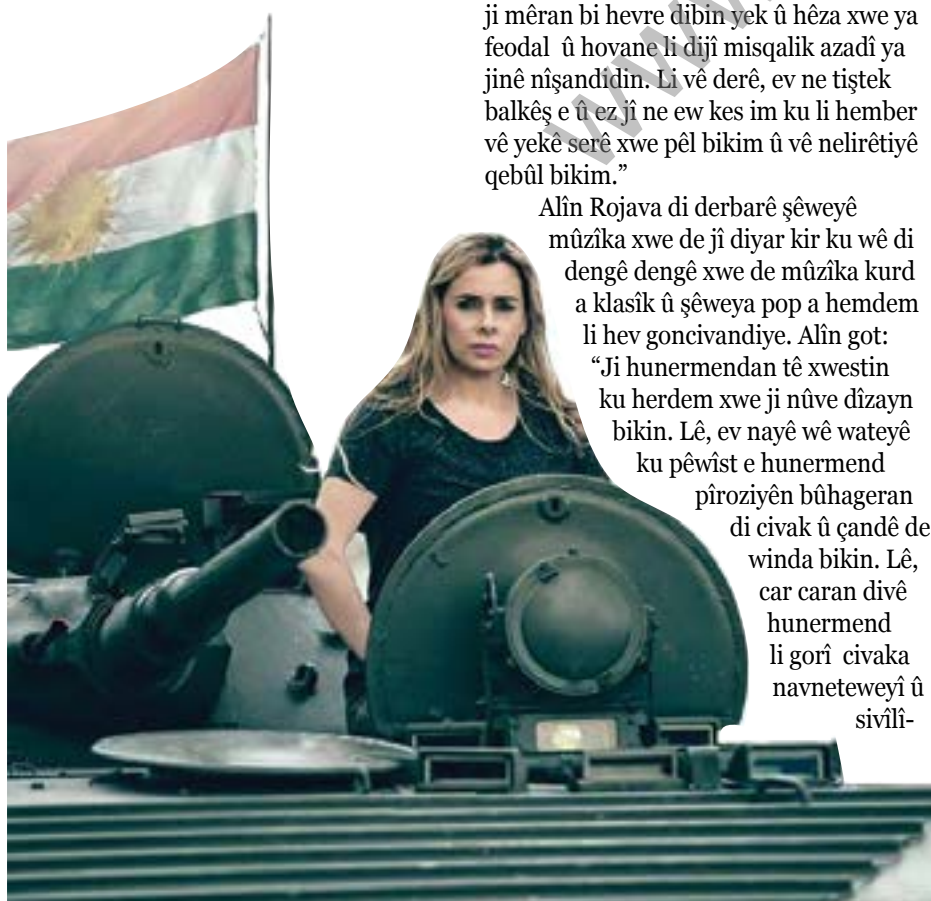 ji mêran bi hevre dibin yek û hêza xwe ya
feodal û hovane li dijî misqalik azadî ya
jinê nîşandidin. Li vê derê, ev ne tiştek
balkêş e û ez jî ne ew kes im ku li hember
vê yekê serê xwe pêl bikim û vê nelirêtiyê
qebûl bikim.”
Alîn Rojava di derbarê şêweyê
mûzîka xwe de jî diyar kir ku wê di
dengê dengê xwe de mûzîka kurd
a klasîk û şêweya pop a hemdem
li hev goncivandiye. Alîn got:
“Ji hunermendan tê xwestin
ku herdem xwe ji nûve dîzayn
bikin. Lê, ev nayê wê wateyê
ku pêwîst e hunermend
pîroziyên bûhageran
di civak û çandê de
winda bikin. Lê,
car caran divê
hunermend
li gorî civaka
navneteweyî û
sivîlî-